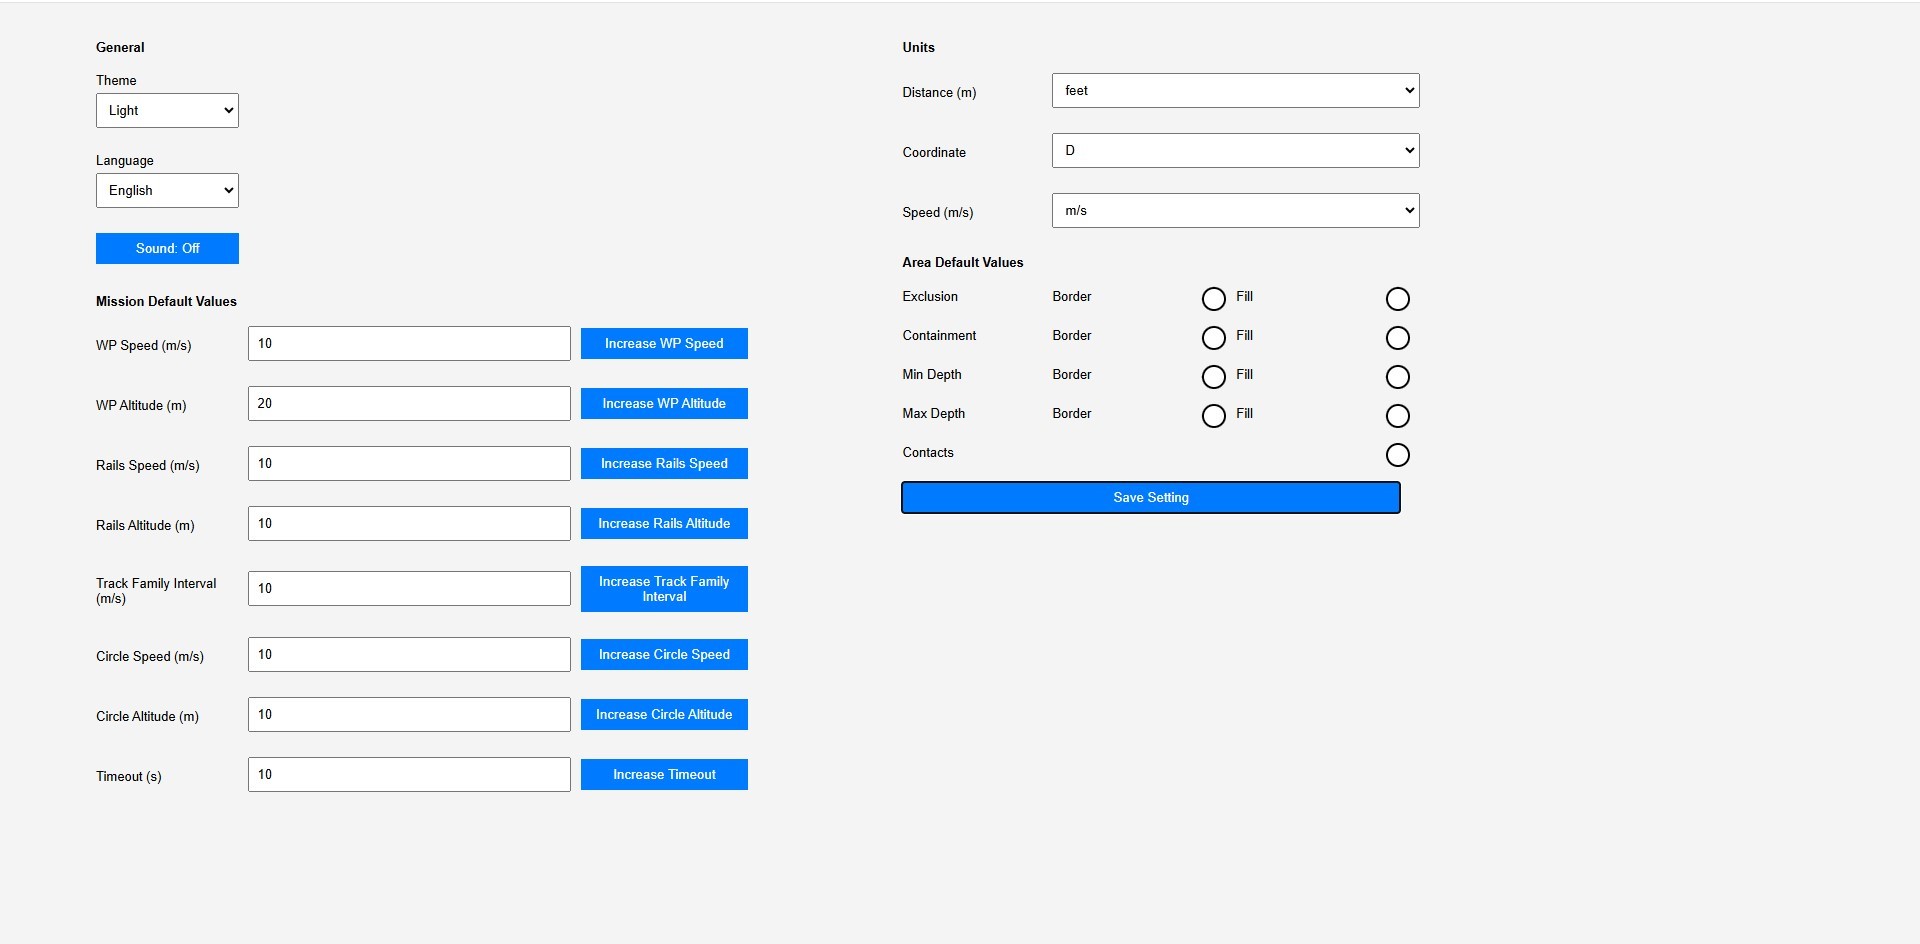 General
Theme
Light
Language
English
Sound: Off
Mission Default Values
WP Speed (m/s)
10
Increase WP Speed
WP Altitude (m)
20
Increase WP Altitude
Rails Speed (m/s)
10
Increase Rails Speed
Rails Altitude (m)
10
Increase Rails Altitude
Track Family Interval
(m/s)
10
Increase Track Family
Interval
Circle Speed (m/s)
10
Increase Circle Speed
Circle Altitude (m)
10
Increase Circle Altitude
Timeout (s)
10
Increase Timeout
Units
Distance (m)
feet
Coordinate
D
Speed (m/s)
m/s
Area Default Values
Exclusion Border Fill
Containment Border Fill
Min Depth Border Fill
Max Depth Border Fill
Contacts
Save Setting